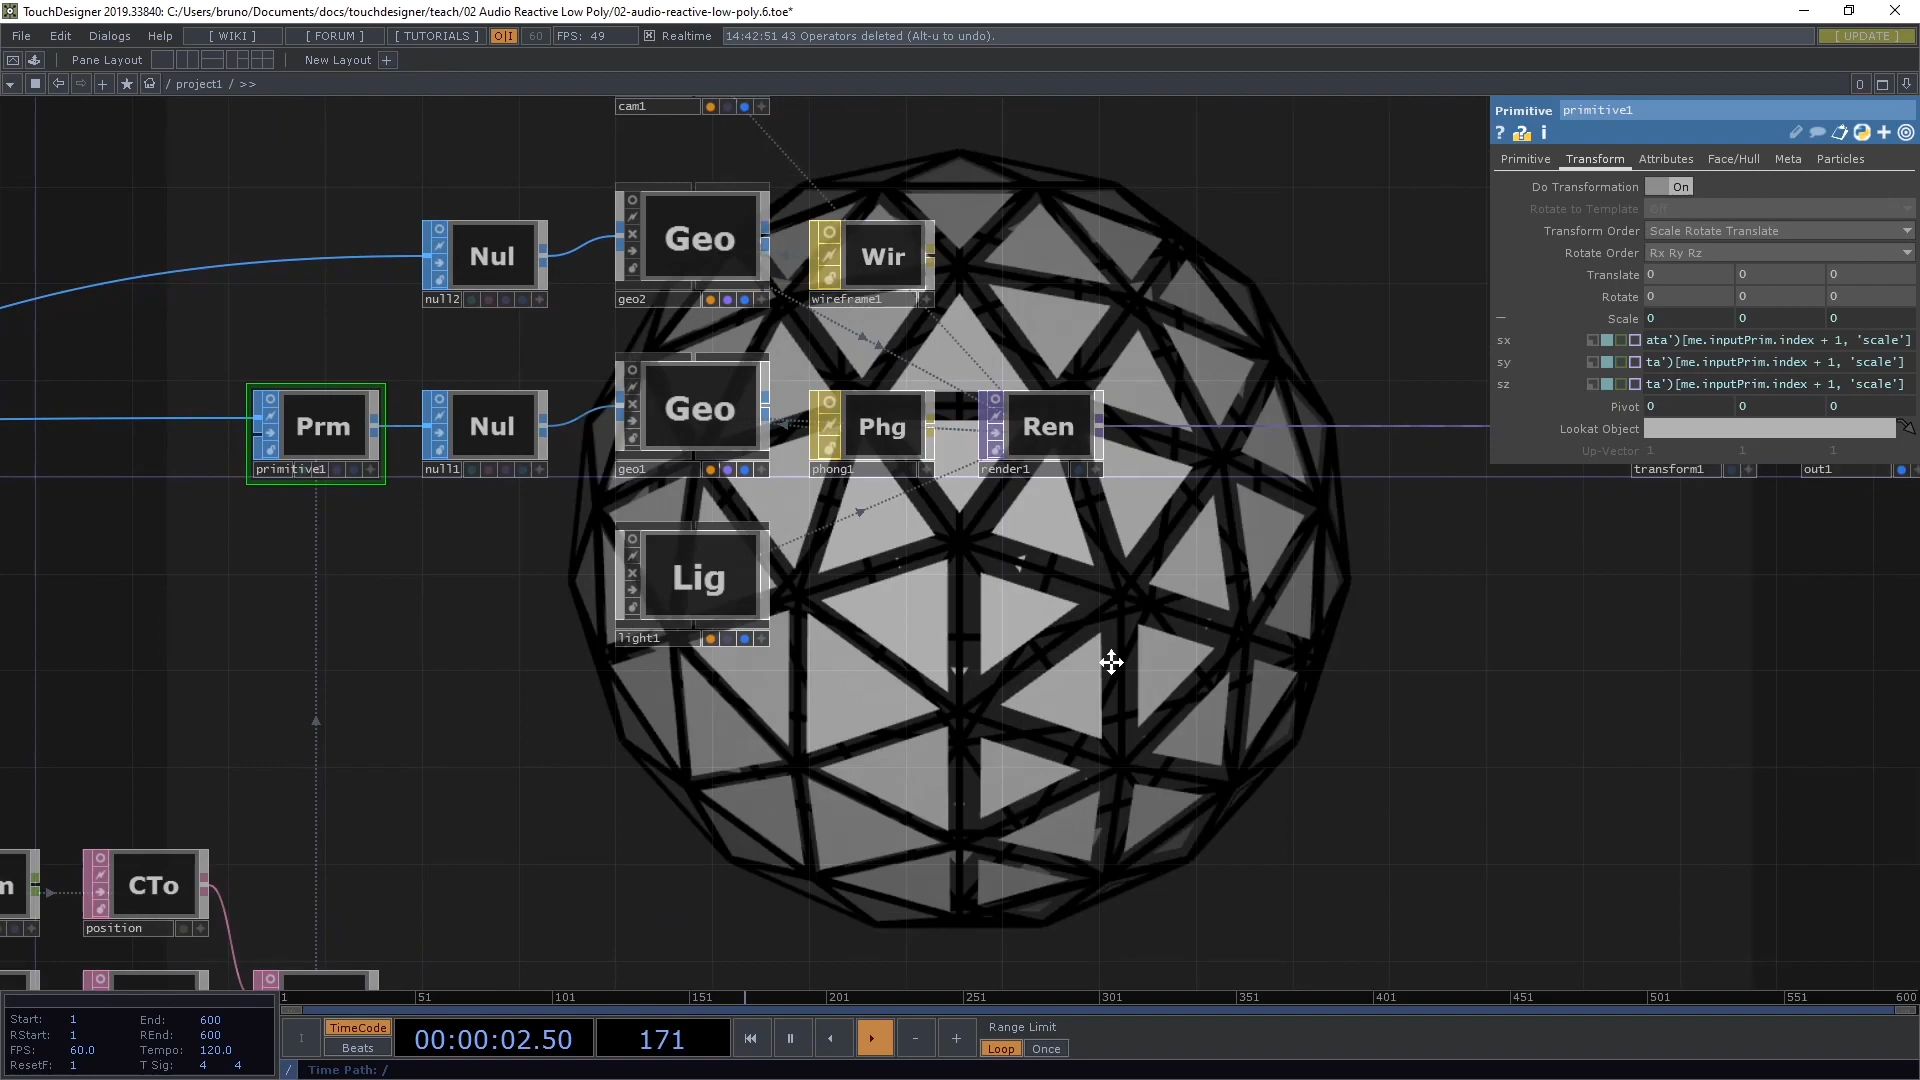 TouchDesigner 2019.33840: C:/Users/bruno/Documents/docs/touchdesigner/teach/02 Audio Reactive Low Poly/02-audio-reactive-low-poly.6.toe*
File Edit Dialogs Help [ WIKI ] [ FORUM ] [ TUTORIALS ] O|I 60 FPS: 49 Realtime 14:42:51 43 Operators deleted (Alt-u to undo). [ UPDATE ]
Pane Layout New Layout +
/ project1 / >> 0
cam1
Primitive primitive1
? ? i
Primitive Transform Attributes Face/Hull Meta Particles
Do Transformation On
Rotate to Template Off
Transform Order Scale Rotate Translate
Rotate Order Rx Ry Rz
Translate 0 0 0
Rotate 0 0 0
Scale 0 0 0
sx ata')[me.inputPrim.index + 1, 'scale']
sy ta')[me.inputPrim.index + 1, 'scale']
sz ta')[me.inputPrim.index + 1, 'scale']
Pivot 0 0 0
Lookat Object
Up-Vector 1 1 1
Nul Geo Wir
null2 geo2 wireframe1
Prm Nul Geo Phg Ren
primitive1 null1 geo1 phong1 render1 transform1 out1
Lig
light1
m CTo
position
1 51 101 151 201 251 301 351 401 451 501 551 600
Start: 1 End: 600
RStart: 1 REnd: 600
FPS: 60.0 Tempo: 120.0
ResetF: 1 T Sig: 4 4
I TimeCode Beats 00:00:02.50 171 - + Range Limit
Loop Once
/ Time Path: /